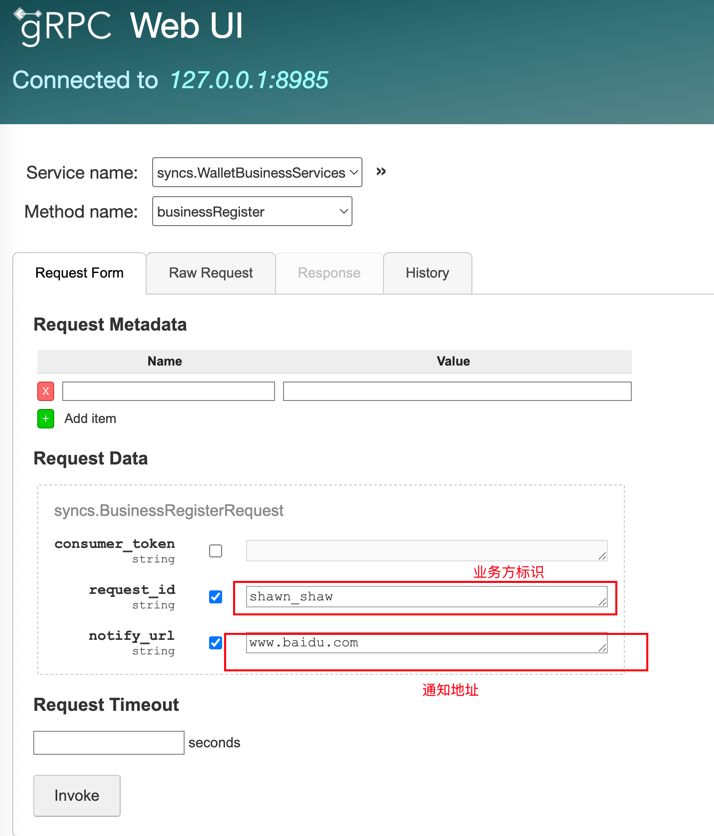 gRPC Web UI
Connected to 127.0.0.1:8985
Service name: syncs.WalletBusinessServices »
Method name: businessRegister
Request Form Raw Request Response History
Request Metadata
Name Value
X
+ Add item
Request Data
syncs.BusinessRegisterRequest
consumer_token
string
业务方标识
request_id shawn_shaw
string
notify_url www.baidu.com
string
通知地址
Request Timeout
seconds
Invoke